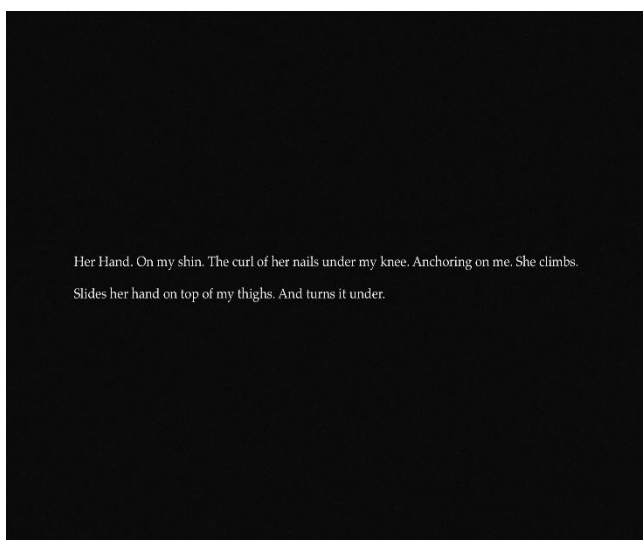 Her Hand. On my shin. The curl of her nails under my knee. Anchoring on me. She climbs.
Slides her hand on top of my thighs. And turns it under.